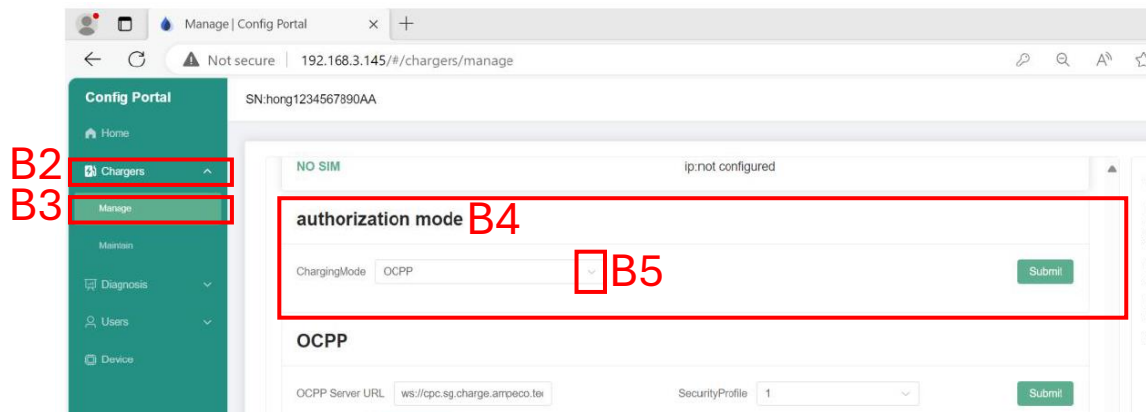 Manage | Config Portal
Not secure 192.168.3.145/#/chargers/manage
Config Portal
SN:hong1234567890AA
Home
B2
Chargers
NO SIM
ip:not configured
B3
Manage
authorization mode B4
Maintain
ChargingMode OCPP B5 Submit
Diagnosis
Users
OCPP
Device
OCPP Server URL ws://cpc.sg.charge.ampeco.te SecurityProfile 1 Submit